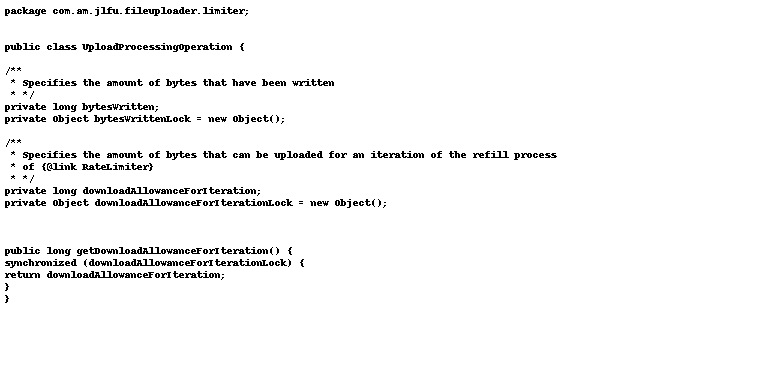 package com.am.jlfu.fileuploader.limiter;
public class UploadProcessingOperation {
/**
* Specifies the amount of bytes that have been written
* */
private long bytesWritten;
private Object bytesWrittenLock = new Object();
/**
* Specifies the amount of bytes that can be uploaded for an iteration of the refill process
* of {@link RateLimiter}
* */
private long downloadAllowanceForIteration;
private Object downloadAllowanceForIterationLock = new Object();
public long getDownloadAllowanceForIteration() {
synchronized (downloadAllowanceForIterationLock) {
return downloadAllowanceForIteration;
}
}